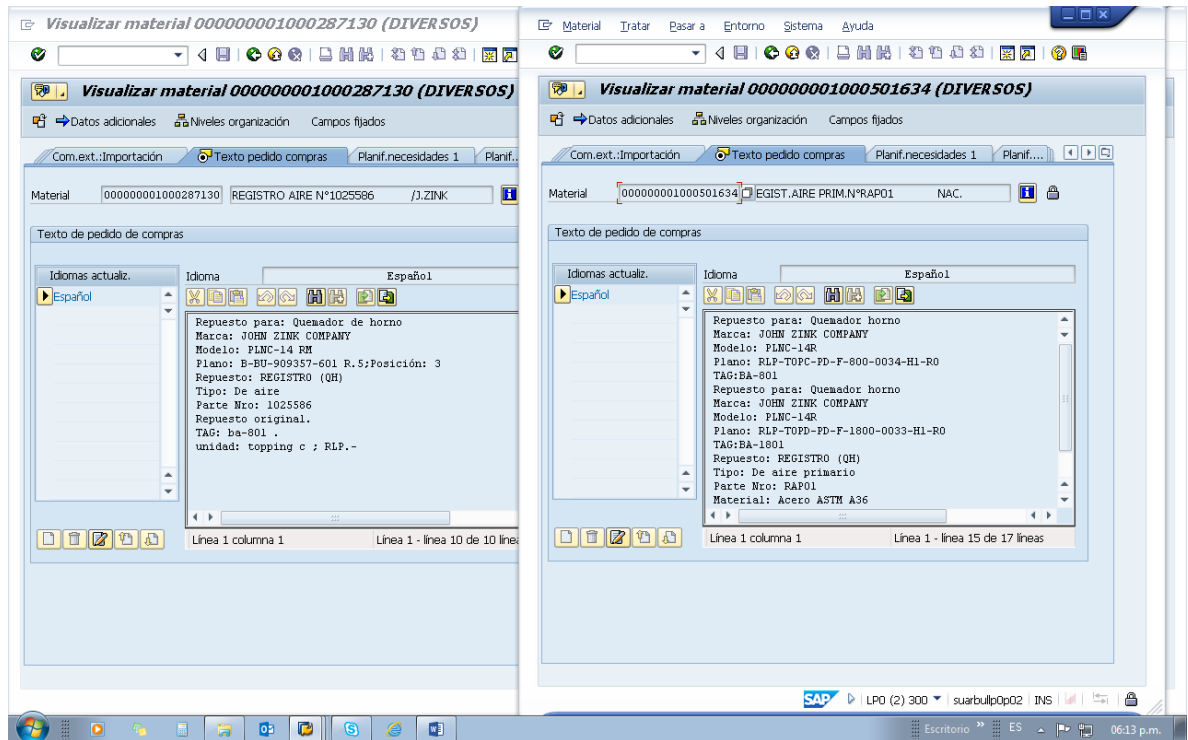 Visualizar material 000000001000287130 (DIVERSOS)
Visualizar material 000000001000287130 (DIVERSOS)
Datos adicionales Niveles organización Campos fijados
Com.ext.:Importación Texto pedido compras Planif.necesidades 1 Planif..
Material 000000001000287130 REGISTRO AIRE N°1025586 /J.ZINK
Texto de pedido de compras
Idiomas actualiz. Idioma Español
Español
Repuesto para: Quemador de horno
Marca: JOHN ZINK COMPANY
Modelo: PLNC-14 RM
Plano: B-BU-909357-601 R.5;Posición: 3
Repuesto: REGISTRO (QH)
Tipo: De aire
Parte Nro: 1025586
Repuesto original.
TAG: ba-801 .
unidad: topping c ; RLP.-
Línea 1 columna 1 Línea 1 - línea 10 de 10 línea
Material Tratar Pasar a Entorno Sistema Ayuda
Visualizar material 000000001000501634 (DIVERSOS)
Datos adicionales Niveles organización Campos fijados
Com.ext.:Importación Texto pedido compras Planif.necesidades 1 Planif....
Material 000000001000501634 EGIST.AIRE PRIM.N°RAP01 NAC.
Texto de pedido de compras
Idiomas actualiz. Idioma Español
Español
Repuesto para: Quemador horno
Marca: JOHN ZINK COMPANY
Modelo: PLNC-14R
Plano: RLP-TOPC-PD-F-800-0034-H1-R0
TAG:BA-801
Repuesto para: Quemador horno
Marca: JOHN ZINK COMPANY
Modelo: PLNC-14R
Plano: RLP-TOPD-PD-F-1800-0033-H1-R0
TAG:BA-1801
Repuesto: REGISTRO (QH)
Tipo: De aire primario
Parte Nro: RAP01
Material: Acero ASTM A36
Línea 1 columna 1 Línea 1 - línea 15 de 17 líneas
SAP LP0 (2) 300 suarbullp0p02 INS
Escritorio ES 06:13 p.m.